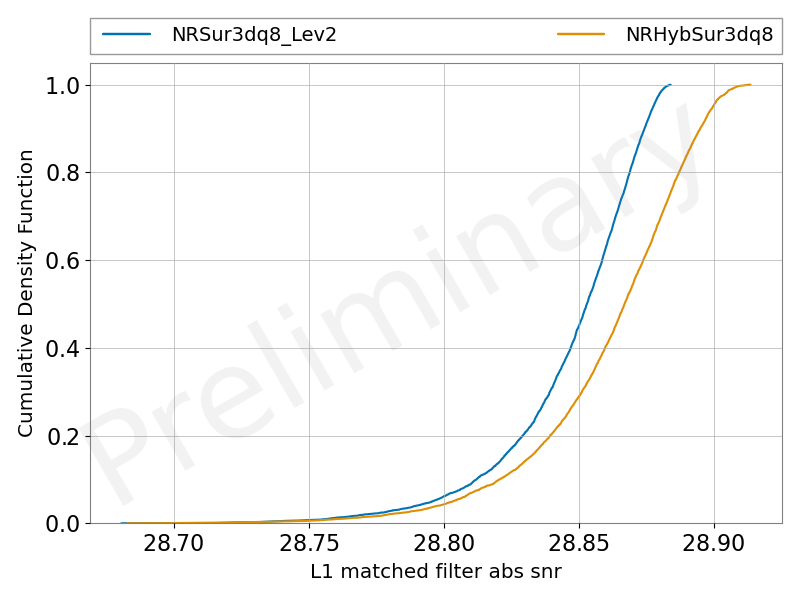 NRSur3dq8_Lev2 NRHybSur3dq8
1.0
0.8
0.6
0.4
0.2
0.0
Cumulative Density Function
Preliminary
28.70 28.75 28.80 28.85 28.90
L1 matched filter abs snr